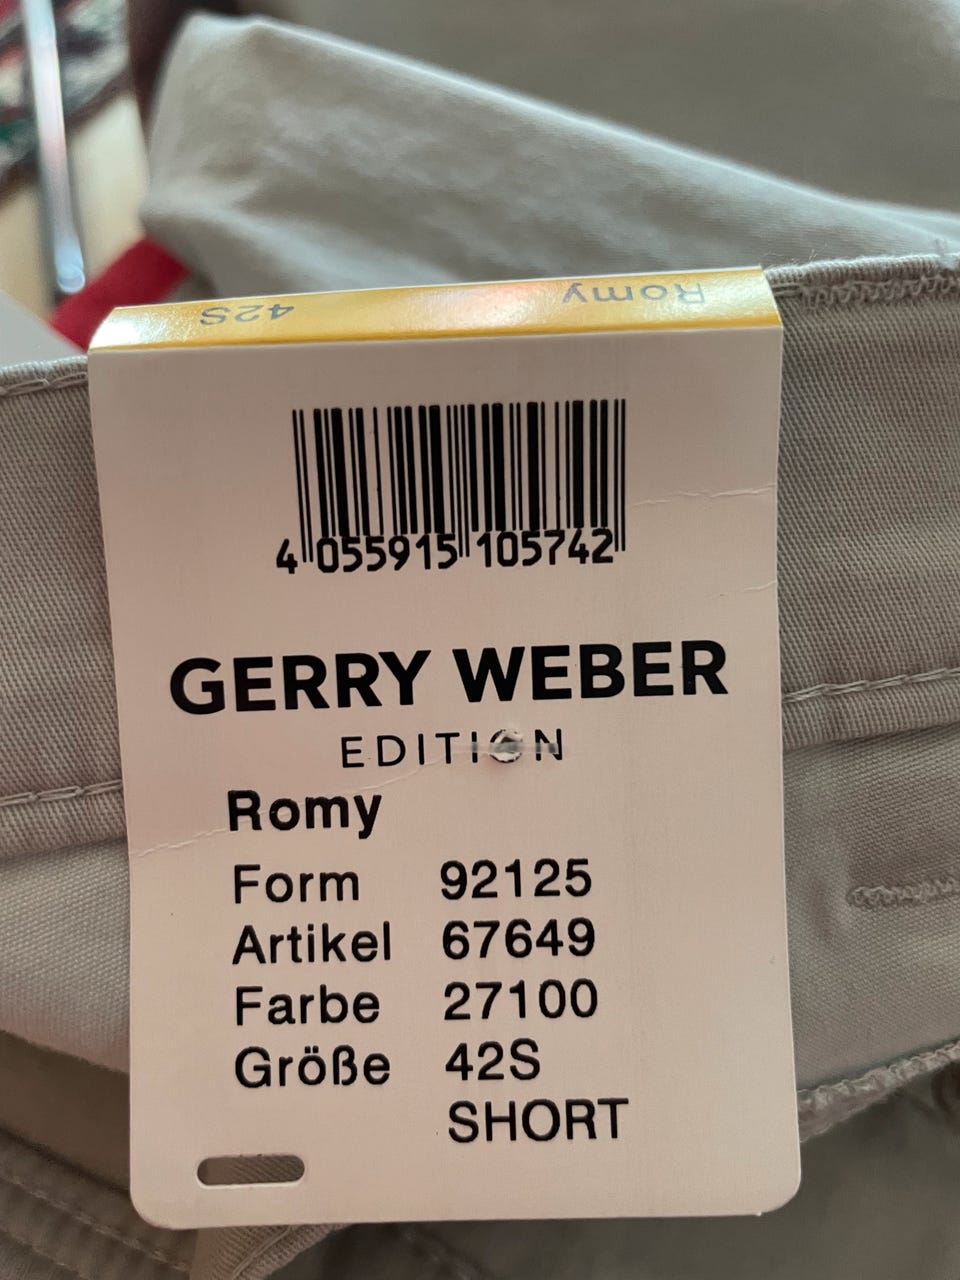 Romy 42S
4 055915 105742
GERRY WEBER
EDITION
Romy
Form 92125
Artikel 67649
Farbe 27100
Größe 42S
SHORT